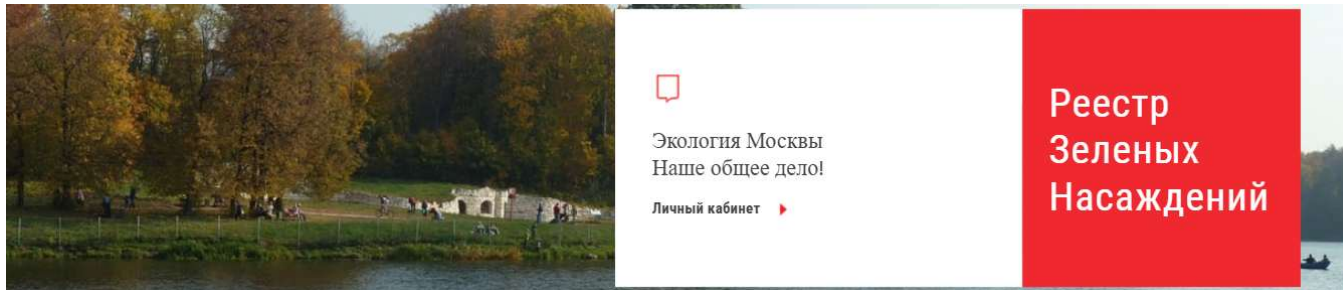 Экология Москвы
Наше общее дело!
Личный кабинет
Реестр
Зеленых
Насаждений